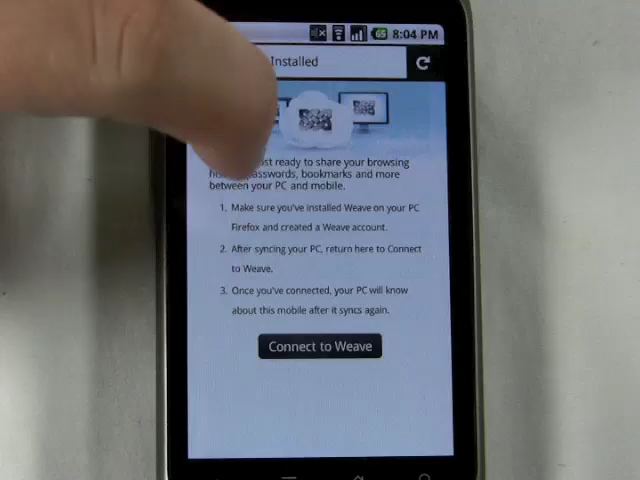 65 8:04 PM
Installed
ready to share your browsing
passwords, bookmarks and more
between your PC and mobile.
1. Make sure you've installed Weave on your PC
Firefox and created a Weave account.
2. After syncing your PC, return here to Connect
to Weave.
3. Once you've connected, your PC will know
about this mobile after it syncs again.
Connect to Weave